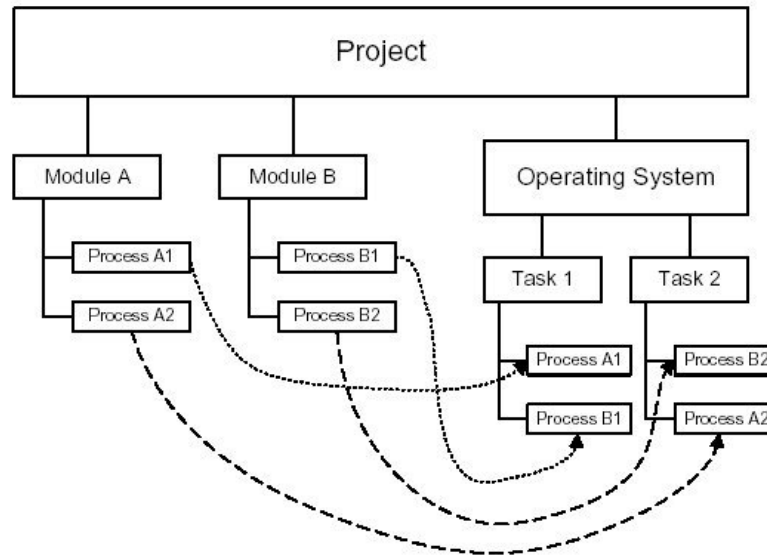 Project
Module A
Module B
Operating System
Process A1
Process B1
Task 1
Task 2
Process A2
Process B2
Process A1
Process B2
Process B1
Process A2